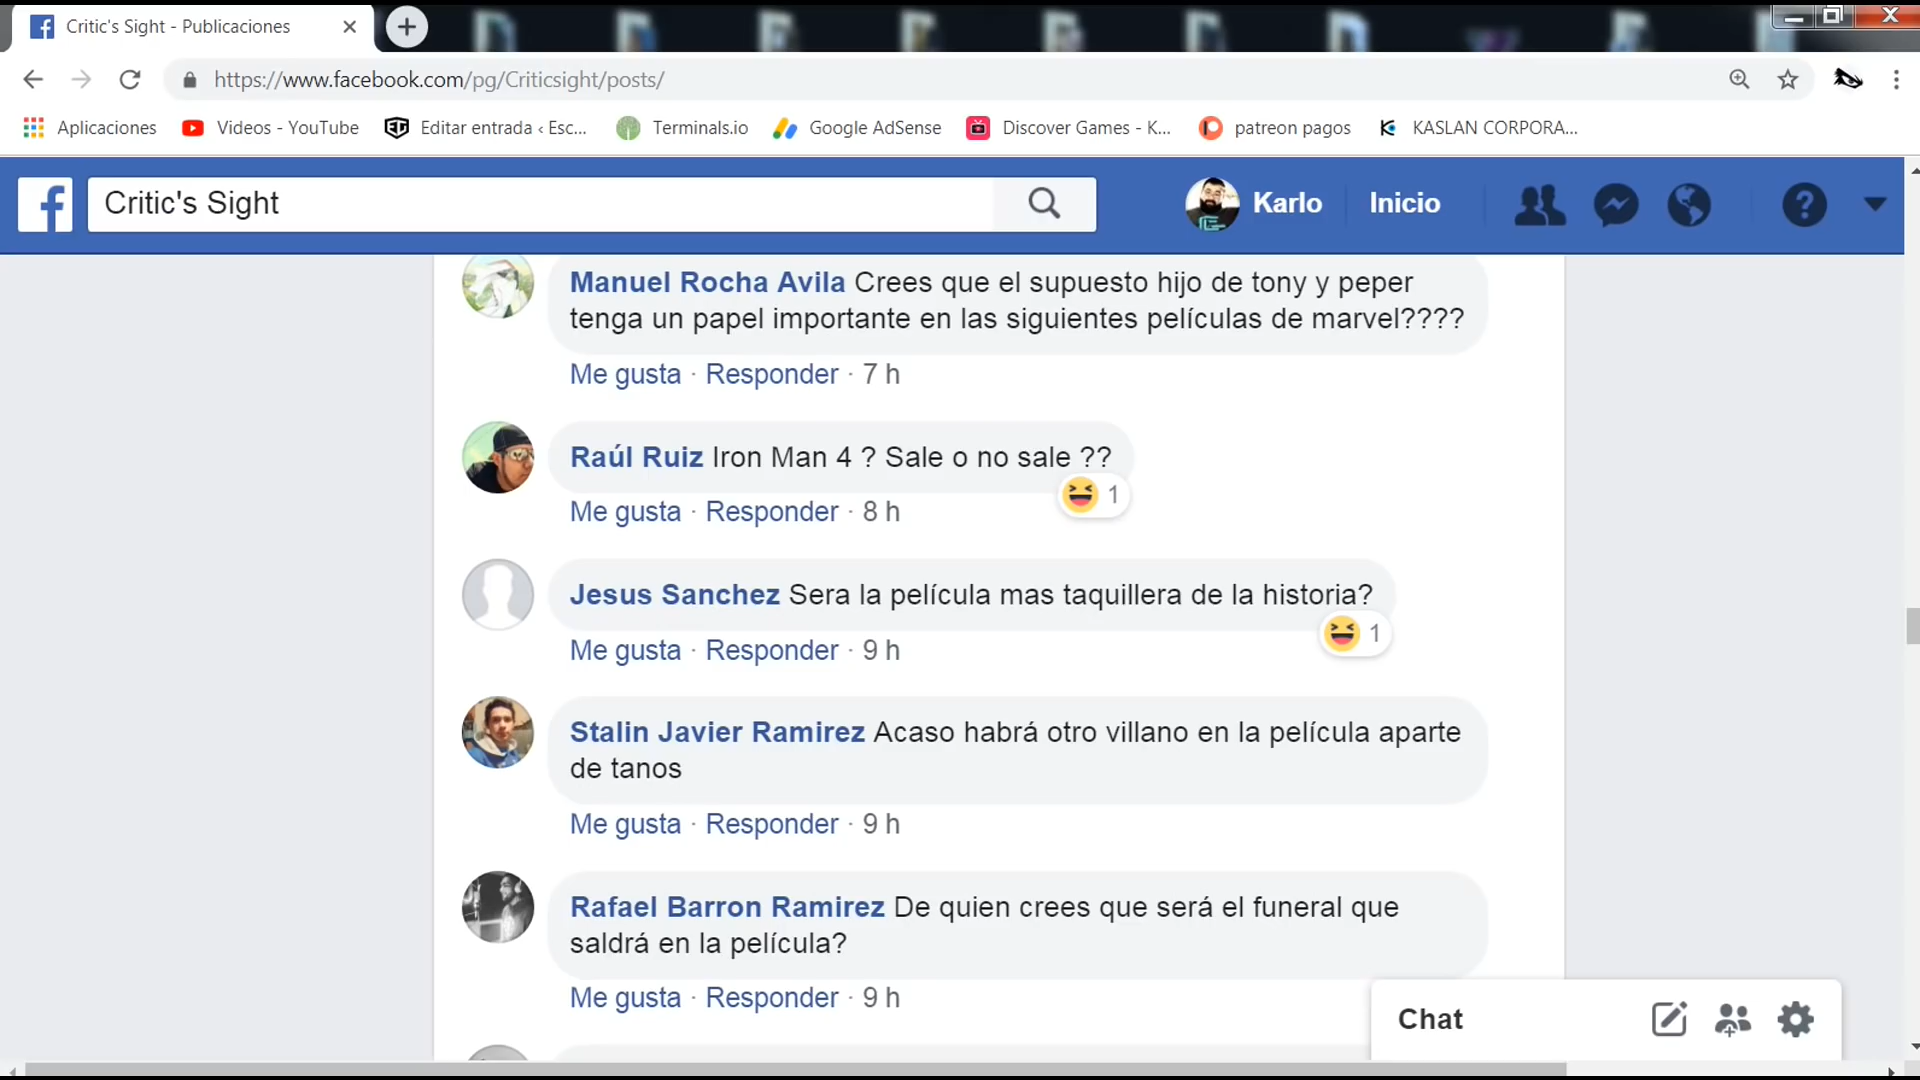 Critic's Sight - Publicaciones
https://www.facebook.com/pg/Criticsight/posts/
Aplicaciones Videos - YouTube Editar entrada ‹ Esc... Terminals.io Google AdSense Discover Games - K... patreon pagos KASLAN CORPORA...
Critic's Sight Karlo Inicio
Manuel Rocha Avila Crees que el supuesto hijo de tony y peper
tenga un papel importante en las siguientes películas de marvel????
Me gusta · Responder · 7 h
Raúl Ruiz Iron Man 4 ? Sale o no sale ??
1
Me gusta · Responder · 8 h
Jesus Sanchez Sera la película mas taquillera de la historia?
1
Me gusta · Responder · 9 h
Stalin Javier Ramirez Acaso habrá otro villano en la película aparte
de tanos
Me gusta · Responder · 9 h
Rafael Barron Ramirez De quien crees que será el funeral que
saldrá en la película?
Me gusta · Responder · 9 h
Chat